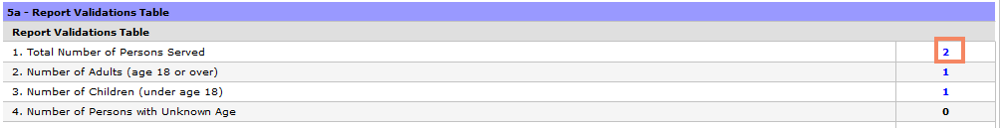 5a - Report Validations Table
Report Validations Table
1. Total Number of Persons Served 2
2. Number of Adults (age 18 or over) 1
3. Number of Children (under age 18) 1
4. Number of Persons with Unknown Age 0